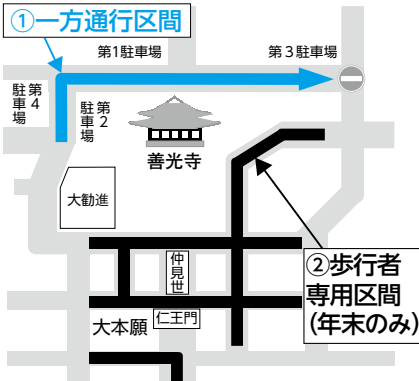 ①一方通行区間
第1駐車場
第3駐車場
第4
駐車場
第2
駐車場
善光寺
大勧進
仲見世
②歩行者
専用区間
(年末のみ)
大本願
仁王門